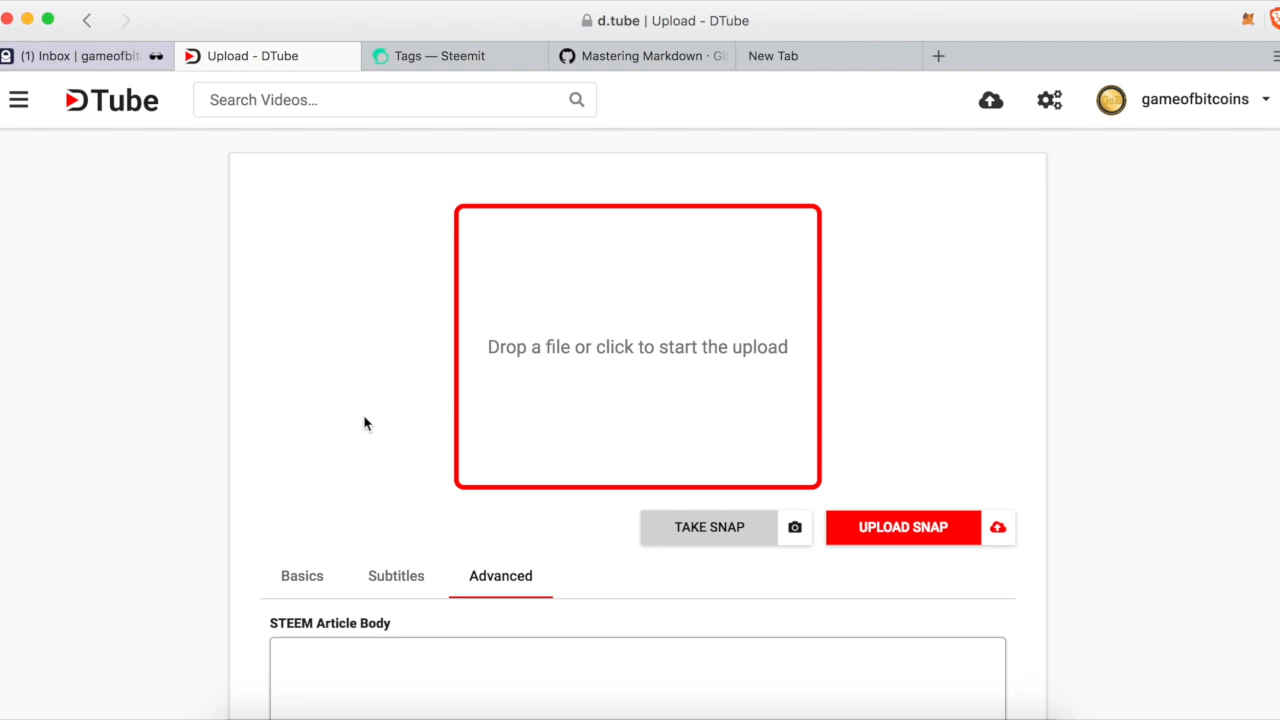 d.tube | Upload - DTube
(1) Inbox | gameofbit
Upload - DTube
Tags — Steemit
Mastering Markdown · Gi
New Tab
DTube
Search Videos...
gameofbitcoins
Drop a file or click to start the upload
TAKE SNAP
UPLOAD SNAP
Basics
Subtitles
Advanced
STEEM Article Body